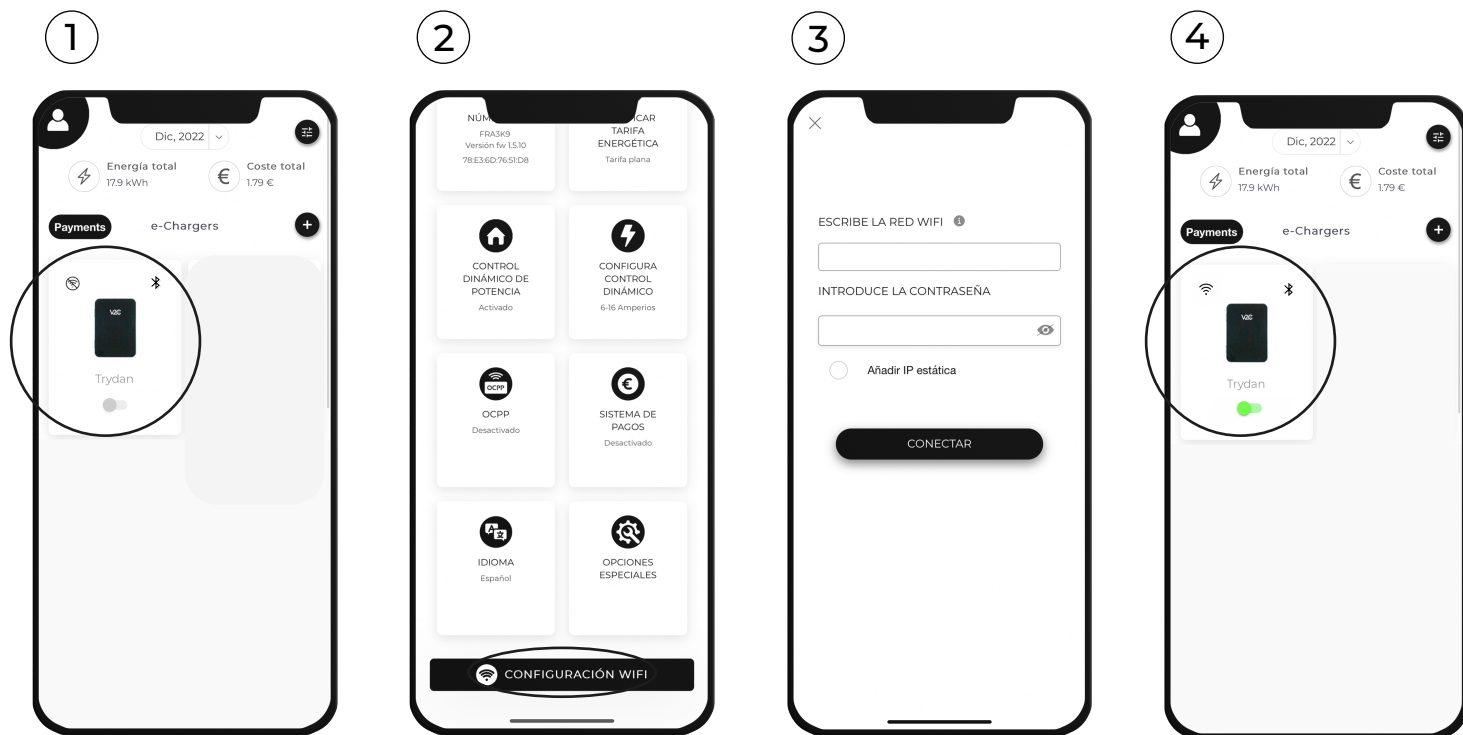 1
Dic, 2022
Energía total
17.9 kWh
Coste total
1.79 €
Payments
e-Chargers
V2C
Trydan
2
NÚM
FRA3K9
Versión fw 1.5.10
78:E3:6D:76:51:D8
ICAR
TARIFA
ENERGÉTICA
Tarifa plana
CONTROL
DINÁMICO DE
POTENCIA
Activado
CONFIGURA
CONTROL
DINÁMICO
6-16 Amperios
OCPP
OCPP
Desactivado
€
SISTEMA DE
PAGOS
Desactivado
IDIOMA
Español
OPCIONES
ESPECIALES
CONFIGURACIÓN WIFI
3
ESCRIBE LA RED WIFI
INTRODUCE LA CONTRASEÑA
Añadir IP estática
CONECTAR
4
Dic, 2022
Energía total
17.9 kWh
Coste total
1.79 €
Payments
e-Chargers
V2C
Trydan